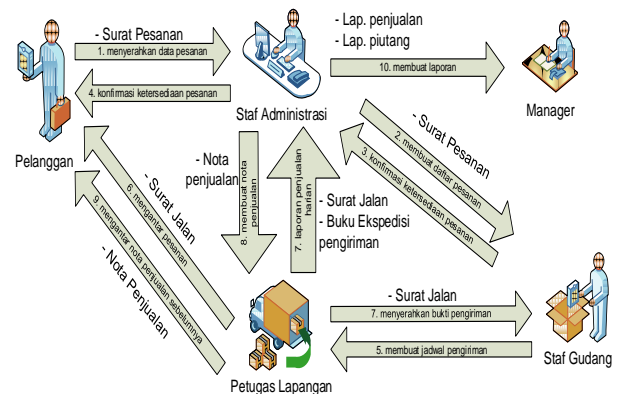 - Surat Pesanan
1. menyerahkan data pesanan
4. konfirmasi ketersediaan pesanan
Pelanggan
Staf Administrasi
- Lap. penjualan
- Lap. piutang
10. membuat laporan
Manager
- Surat Pesanan
2. membuat daftar pesanan
3. konfirmasi ketersediaan pesanan
- Nota
penjualan
8. membuat nota
penjualan
7. laporan penjualan
harian
- Surat Jalan
- Buku Ekspedisi
pengiriman
- Surat Jalan
6. mengantar pesanan
9. mengantar nota penjualan sebelumnya
- Nota Penjualan
- Surat Jalan
7. menyerahkan bukti pengiriman
5. membuat jadwal pengiriman
Staf Gudang
Petugas Lapangan